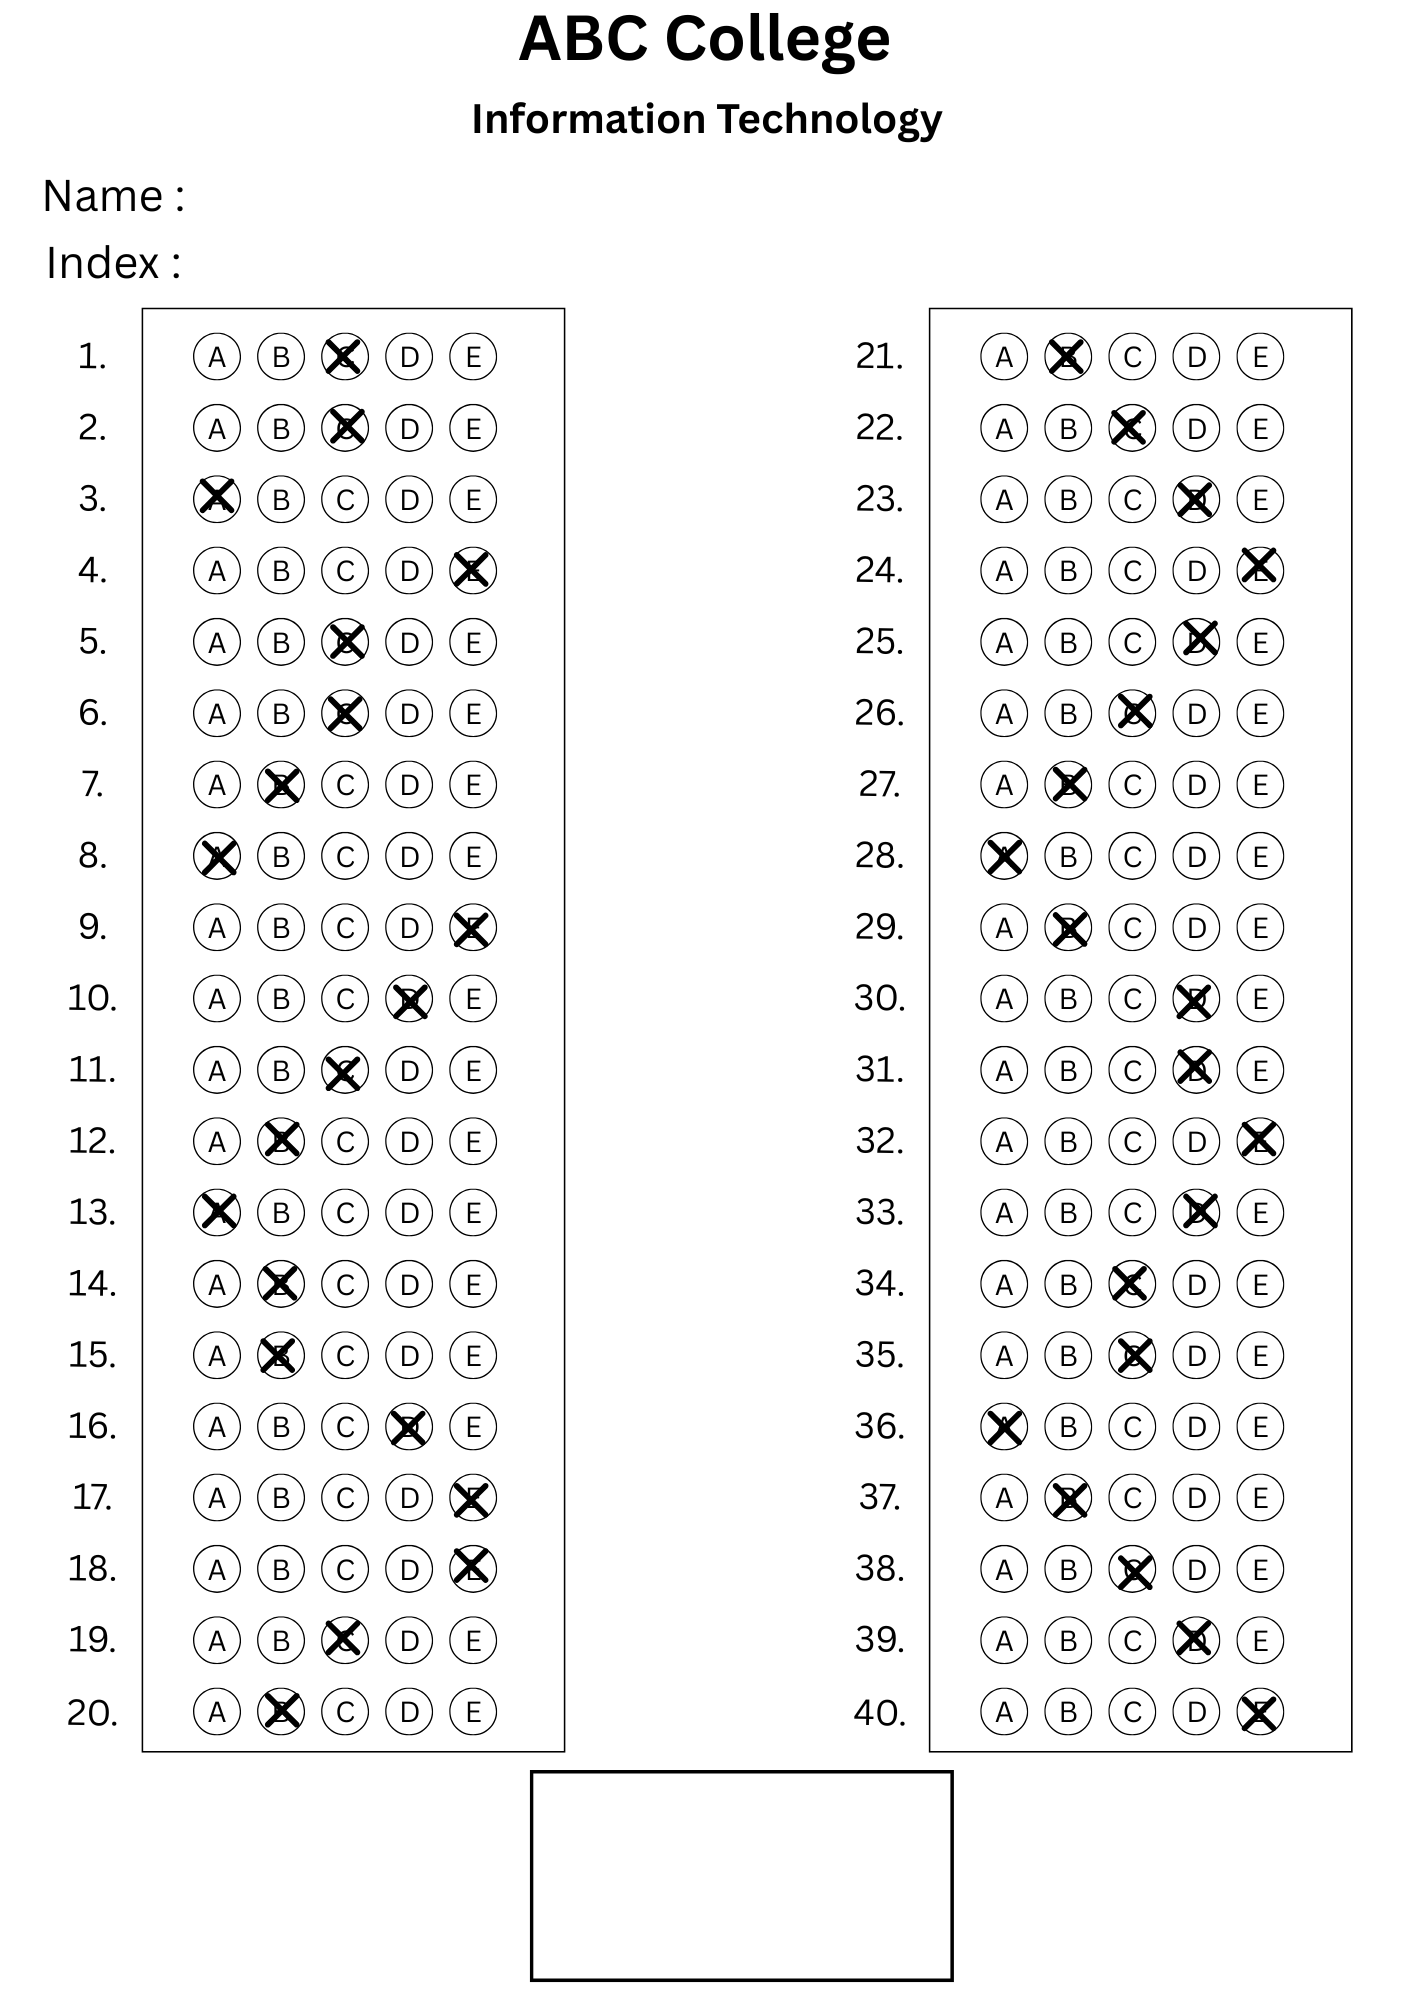 ABC College
Information Technology
Name :
Index :
1. A B C D E
2. A B C D E
3. A B C D E
4. A B C D E
5. A B C D E
6. A B C D E
7. A B C D E
8. A B C D E
9. A B C D E
10. A B C D E
11. A B C D E
12. A B C D E
13. A B C D E
14. A B C D E
15. A B C D E
16. A B C D E
17. A B C D E
18. A B C D E
19. A B C D E
20. A B C D E
21. A B C D E
22. A B C D E
23. A B C D E
24. A B C D E
25. A B C D E
26. A B C D E
27. A B C D E
28. A B C D E
29. A B C D E
30. A B C D E
31. A B C D E
32. A B C D E
33. A B C D E
34. A B C D E
35. A B C D E
36. A B C D E
37. A B C D E
38. A B C D E
39. A B C D E
40. A B C D E